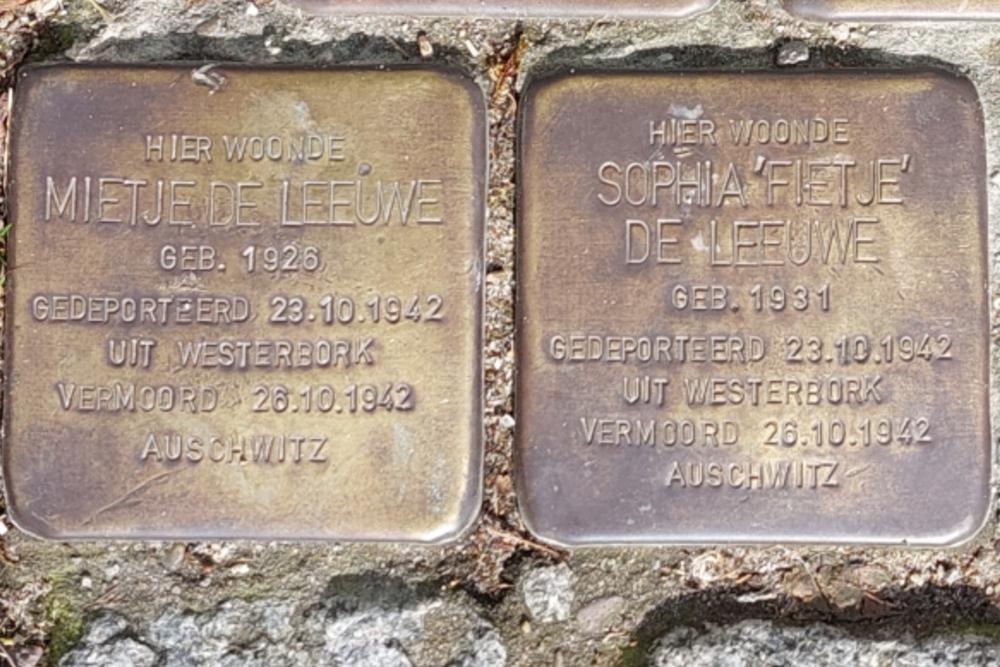 HIER WOONDE
MIETJE DE LEEUWE
GEB. 1926
GEDEPORTEERD 23.10.1942
UIT WESTERBORK
VERMOORD 26.10.1942
AUSCHWITZ
HIER WOONDE
SOPHIA 'FIETJE'
DE LEEUWE
GEB. 1931
GEDEPORTEERD 23.10.1942
UIT WESTERBORK
VERMOORD 26.10.1942
AUSCHWITZ